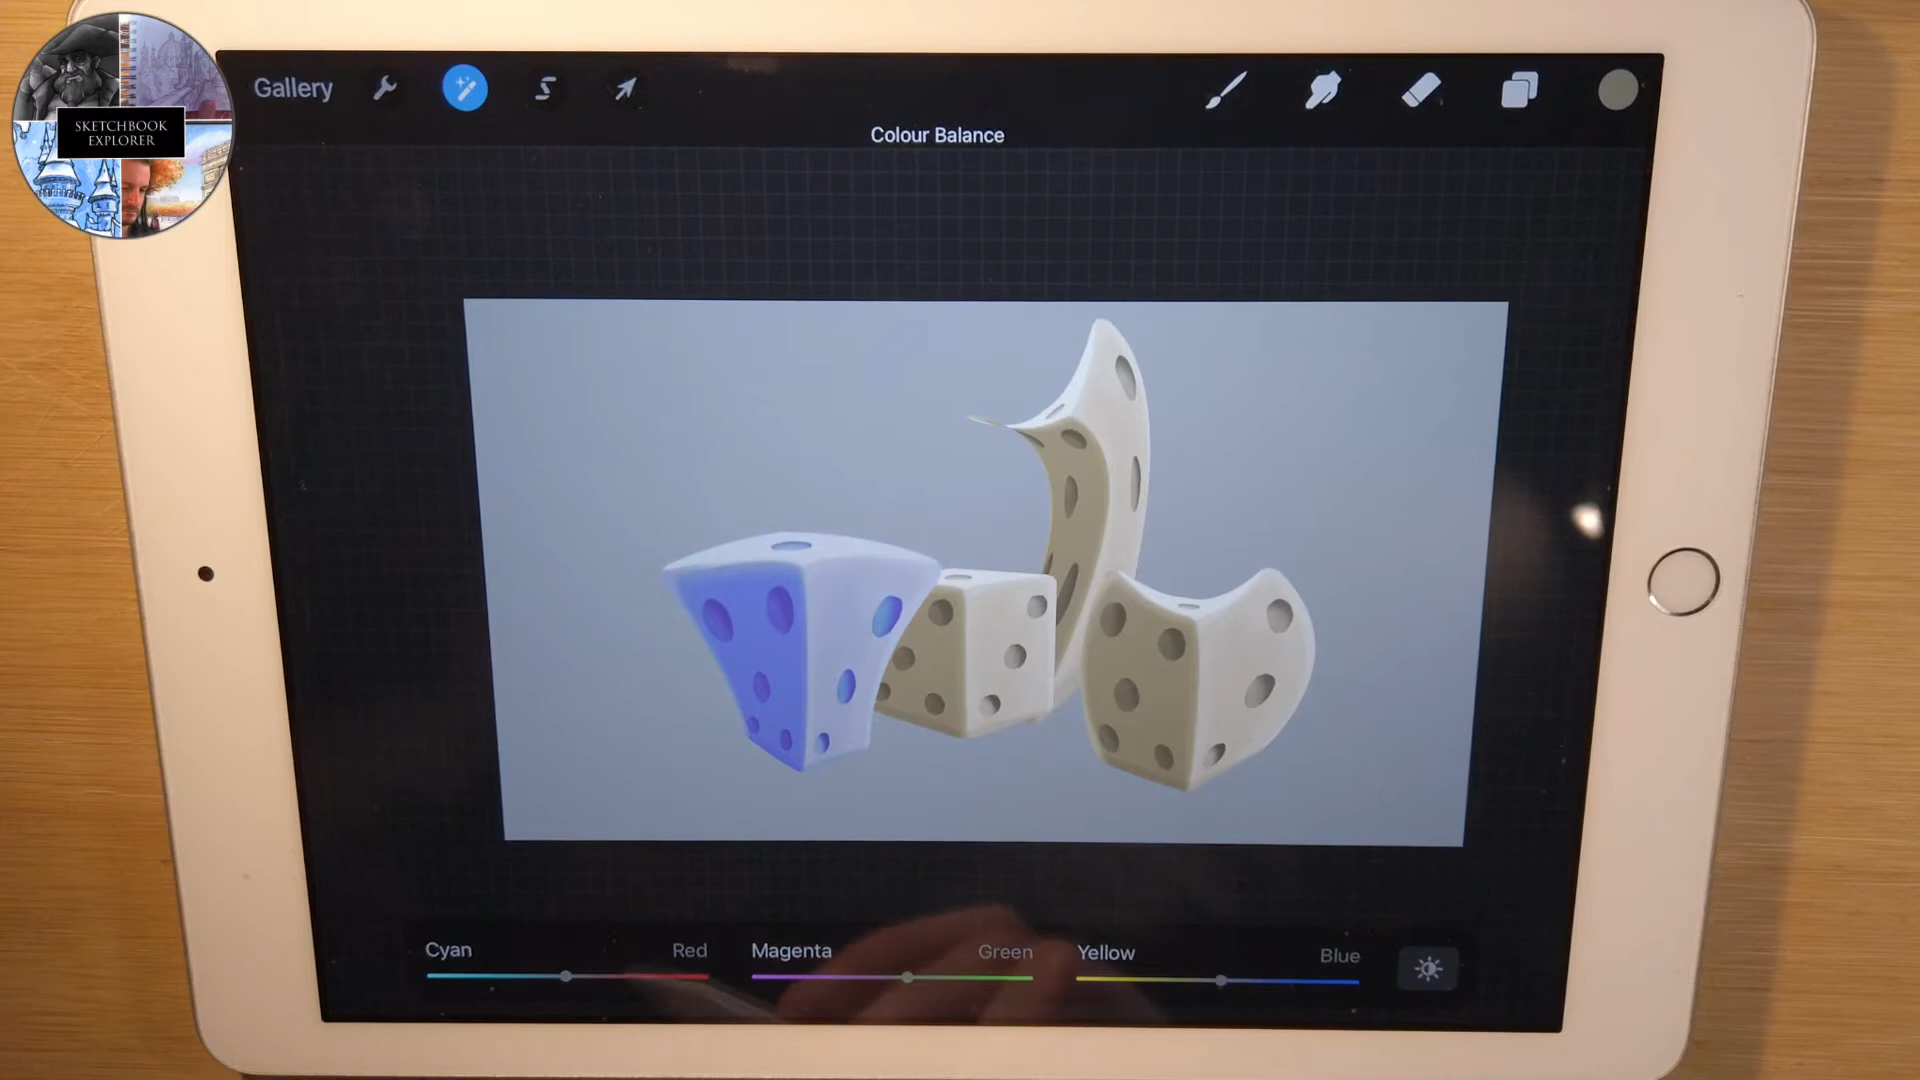 SKETCHBOOK
EXPLORER
Gallery
Colour Balance
Cyan
Red
Magenta
Green
Yellow
Blue